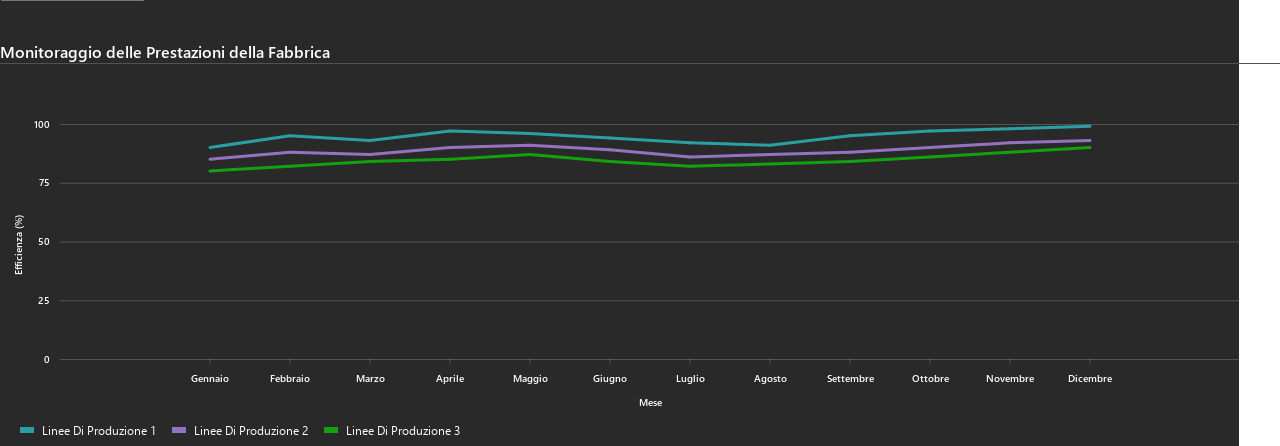 Monitoraggio delle Prestazioni della Fabbrica
100
75
50
25
0
Efficienza (%)
Gennaio Febbraio Marzo Aprile Maggio Giugno Luglio Agosto Settembre Ottobre Novembre Dicembre
Mese
Linee Di Produzione 1 Linee Di Produzione 2 Linee Di Produzione 3